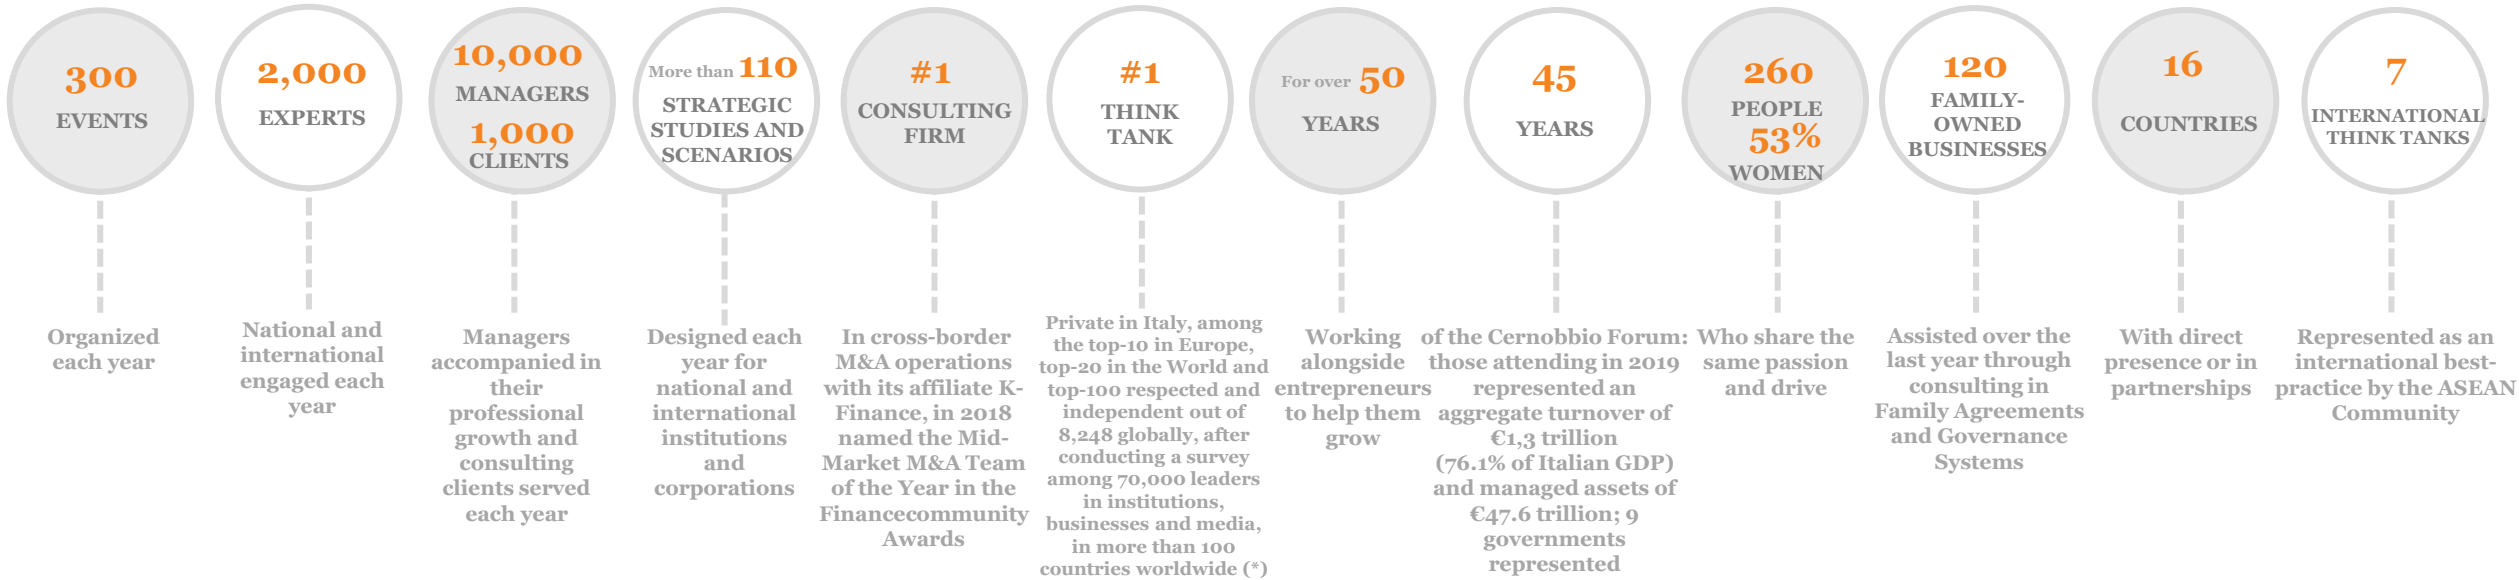 300
EVENTS
Organized
each year
2,000
EXPERTS
National and
international
engaged each
year
10,000
MANAGERS
1,000
CLIENTS
Managers
accompanied in
their
professional
growth and
consulting
clients served
each year
More than 110
STRATEGIC
STUDIES AND
SCENARIOS
Designed each
year for
national and
international
institutions
and
corporations
#1
CONSULTING
FIRM
In cross-border
M&A operations
with its affiliate K-
Finance, in 2018
named the Mid-
Market M&A Team
of the Year in the
Financecommunity
Awards
#1
THINK
TANK
Private in Italy, among
the top-10 in Europe,
top-20 in the World and
top-100 respected and
independent out of
8,248 globally, after
conducting a survey
among 70,000 leaders
in institutions,
businesses and media,
in more than 100
countries worldwide (*)
For over 50
YEARS
Working
alongside
entrepreneurs
to help them
grow
45
YEARS
of the Cernobbio Forum:
those attending in 2019
represented an
aggregate turnover of
€1,3 trillion
(76.1% of Italian GDP)
and managed assets of
€47.6 trillion; 9
governments
represented
260
PEOPLE
53%
WOMEN
Who share the
same passion
and drive
120
FAMILY-
OWNED
BUSINESSES
Assisted over the
last year through
consulting in
Family Agreements
and Governance
Systems
16
COUNTRIES
With direct
presence or in
partnerships
7
INTERNATIONAL
THINK TANKS
Represented as an
international best-
practice by the ASEAN
Community